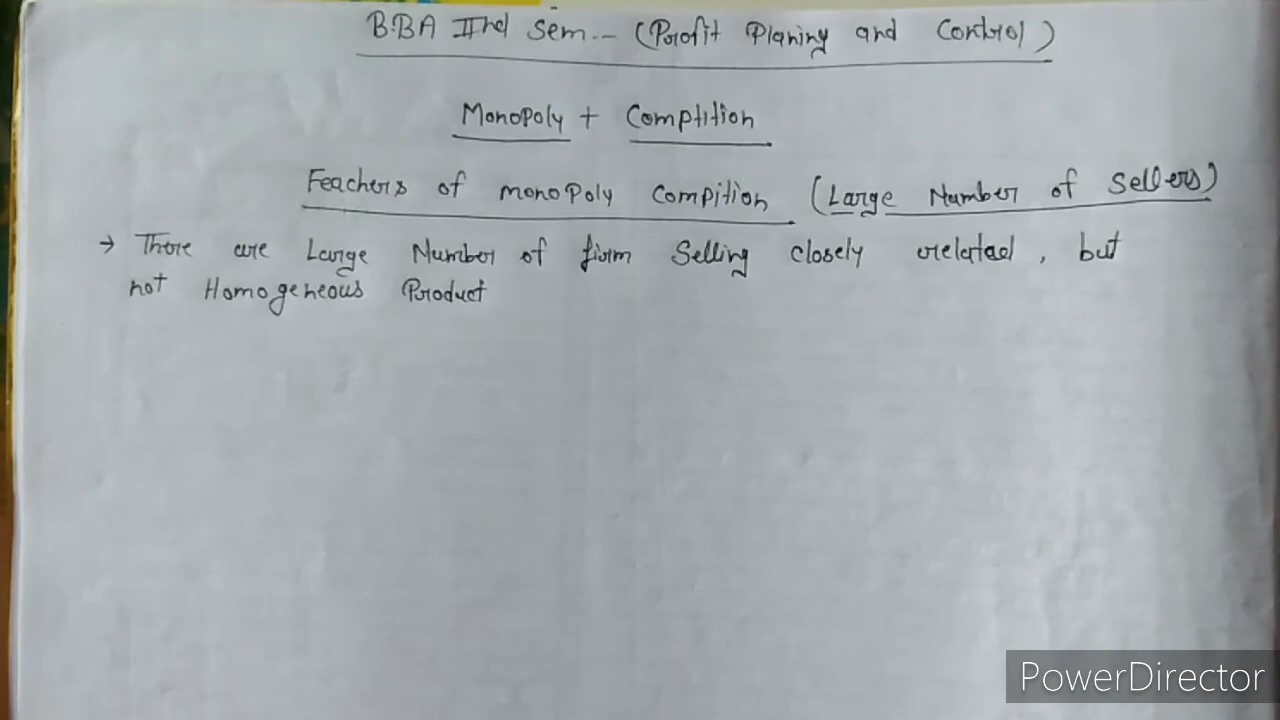 B.B.A IInd Sem.- (Profit Planing and Control)
Monopoly + Comptition
Feachers of monopoly compition (Large Number of Sellers)
→ There are Large Number of firm Selling closely related, but
not Homogeneous Product
PowerDirector